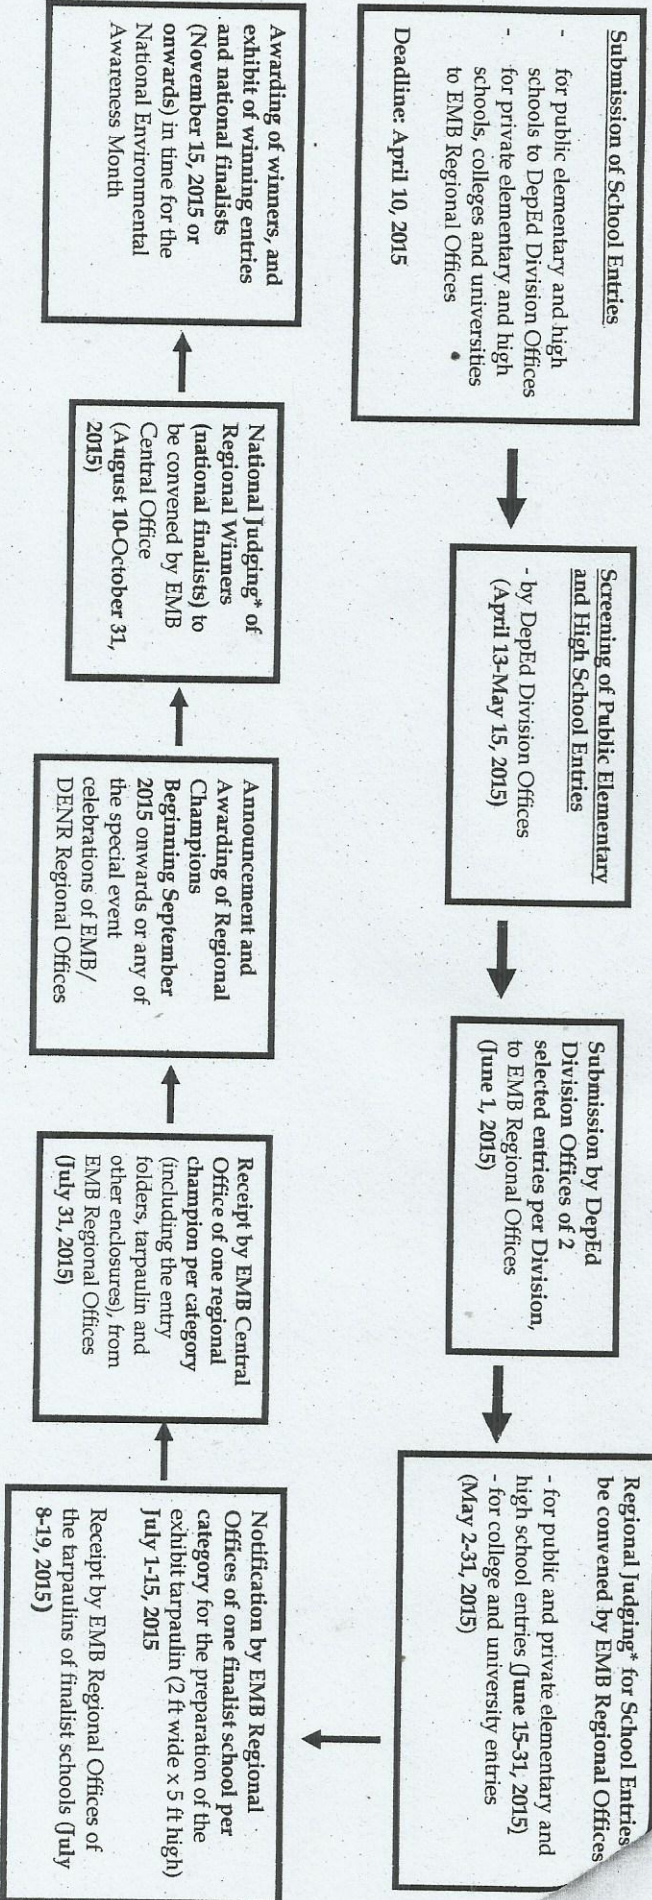 Submission of School Entries
- for public elementary and high
schools to DepEd Division Offices
- for private elementary and high
schools, colleges and universities
to EMB Regional Offices
Deadline: April 10, 2015
Screening of Public Elementary
and High School Entries
- by DepEd Division Offices
(April 13-May 15, 2015)
Submission by DepEd
Division Offices of 2
selected entries per Division,
to EMB Regional Offices
(June 1, 2015)
Regional Judging* for School Entries
be convened by EMB Regional Offices
- for public and private elementary and
high school entries (June 15-31, 2015)
- for college and university entries
(May 2-31, 2015)
Notification by EMB Regional
Offices of one finalist school per
category for the preparation of the
exhibit tarpaulin (2 ft wide x 5 ft high)
July 1-15, 2015
Receipt by EMB Regional Offices of
the tarpaulins of finalist schools (July
8-19, 2015)
Receipt by EMB Central
Office of one regional
champion per category
(including the entry
folders, tarpaulin and
other enclosures), from
EMB Regional Offices
(July 31, 2015)
Announcement and
Awarding of Regional
Champions
Beginning September
2015 onwards or any of
the special event
celebrations of EMB/
DENR Regional Offices
National Judging* of
Regional Winners
(national finalists) to
be convened by EMB
Central Office
(August 10-October 31,
2015)
Awarding of winners, and
exhibit of winning entries
and national finalists
(November 15, 2015 or
onwards) in time for the
National Environmental
Awareness Month